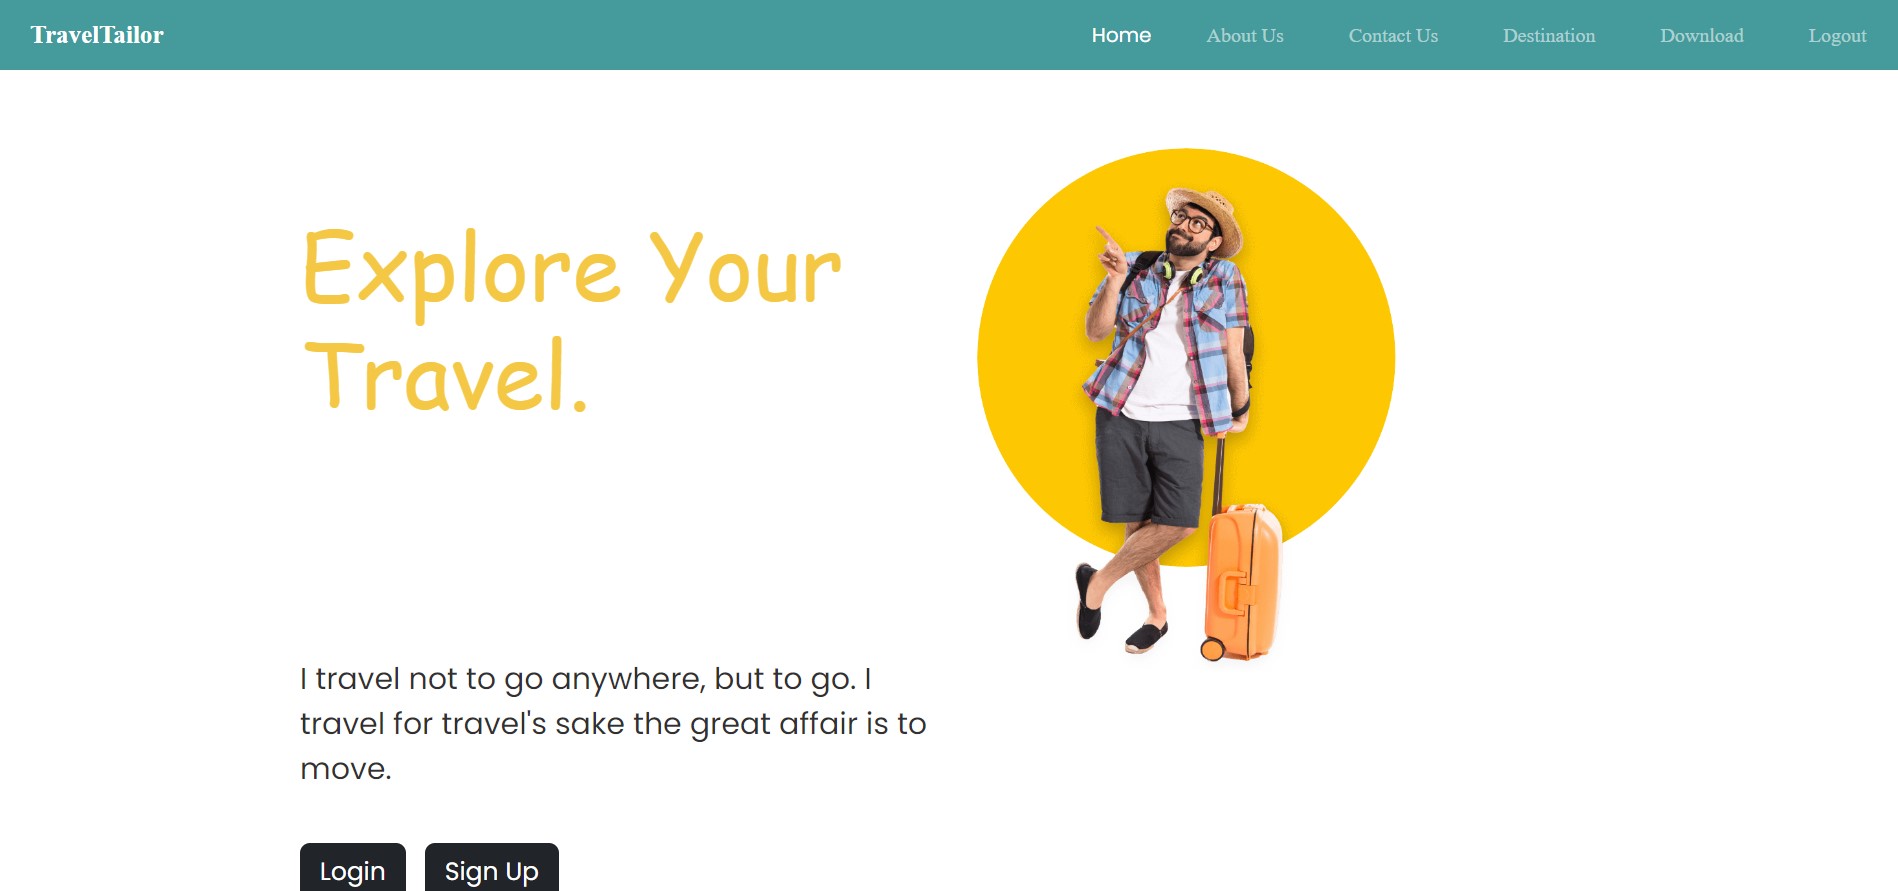 TravelTailor
Home About Us Contact Us Destination Download Logout
Explore Your
Travel.
I travel not to go anywhere, but to go. I
travel for travel's sake the great affair is to
move.
Login Sign Up